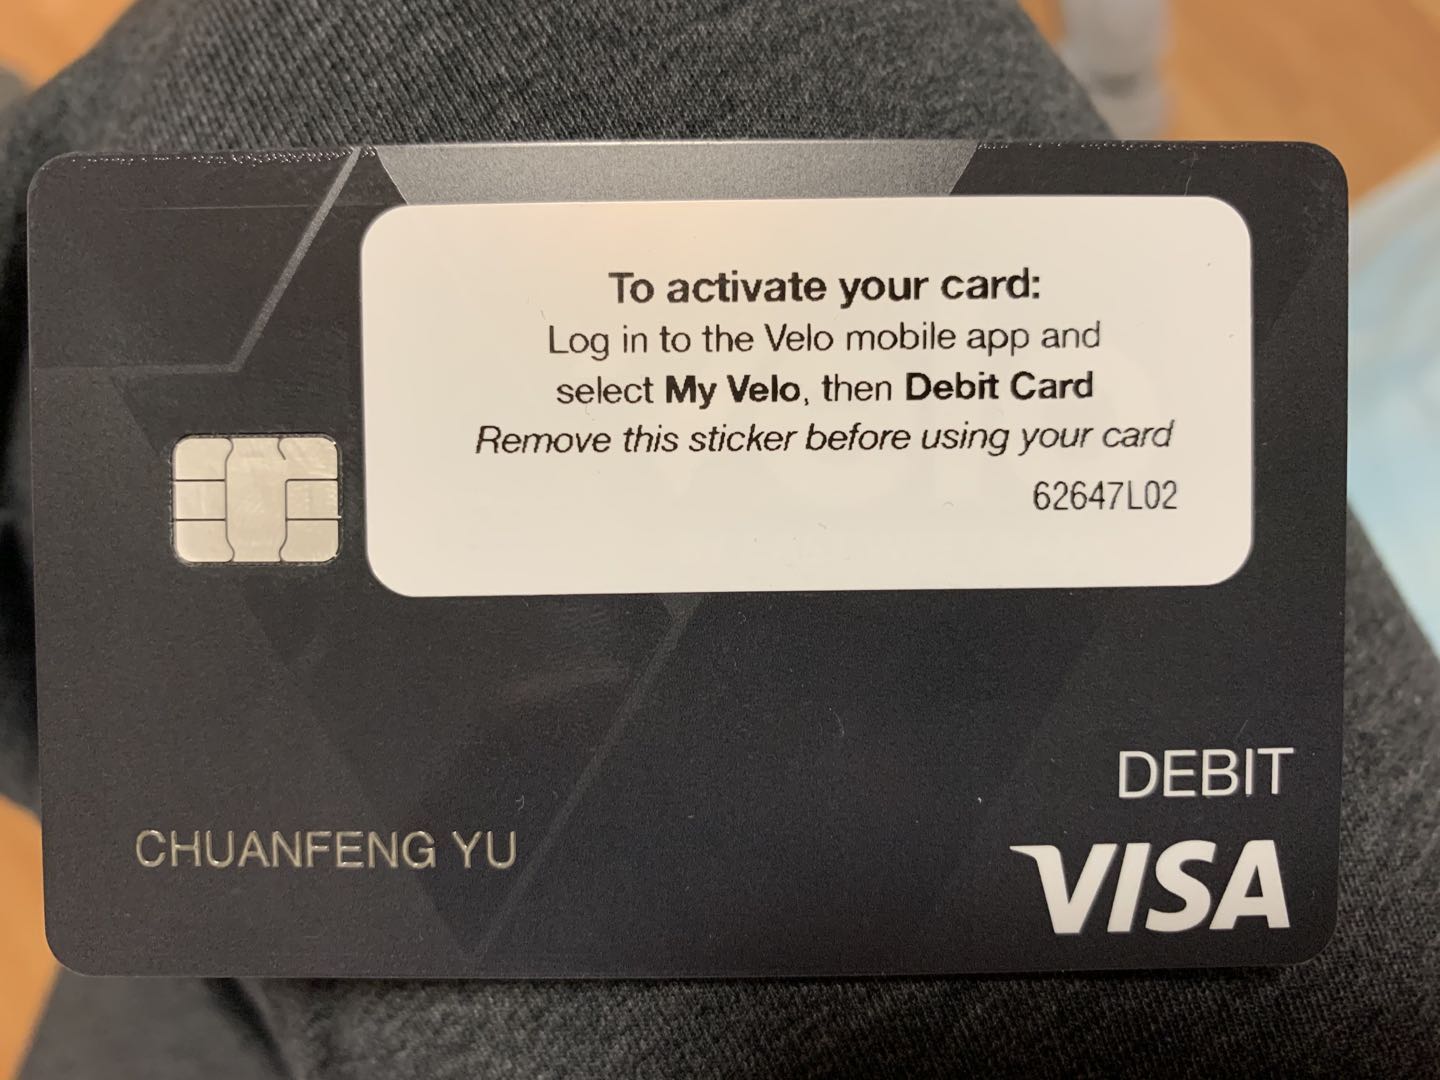 To activate your card:
Log in to the Velo mobile app and
select My Velo, then Debit Card
Remove this sticker before using your card
62647L02
DEBIT
CHUANFENG YU
VISA